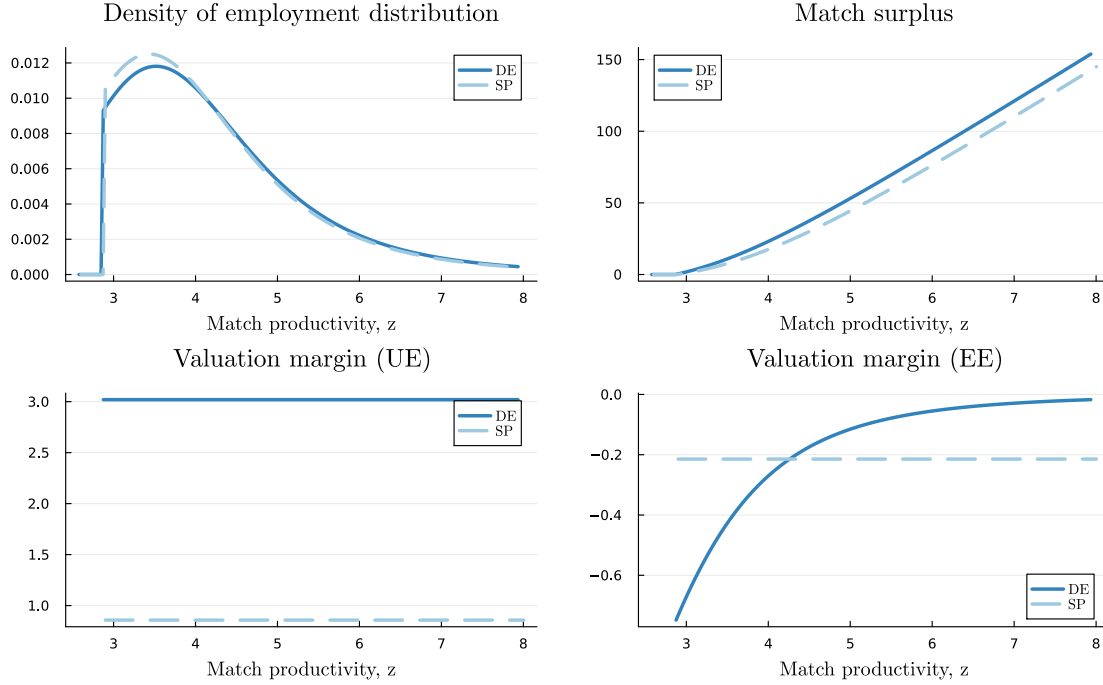 Density of employment distribution
0.012
0.010
0.008
0.006
0.004
0.002
0.000
DE
SP
3 4 5 6 7 8
Match productivity, z
Match surplus
150
100
50
0
DE
SP
3 4 5 6 7 8
Match productivity, z
Valuation margin (UE)
3.0
2.5
2.0
1.5
1.0
DE
SP
3 4 5 6 7 8
Match productivity, z
Valuation margin (EE)
0.0
−0.2
−0.4
−0.6
DE
SP
3 4 5 6 7 8
Match productivity, z